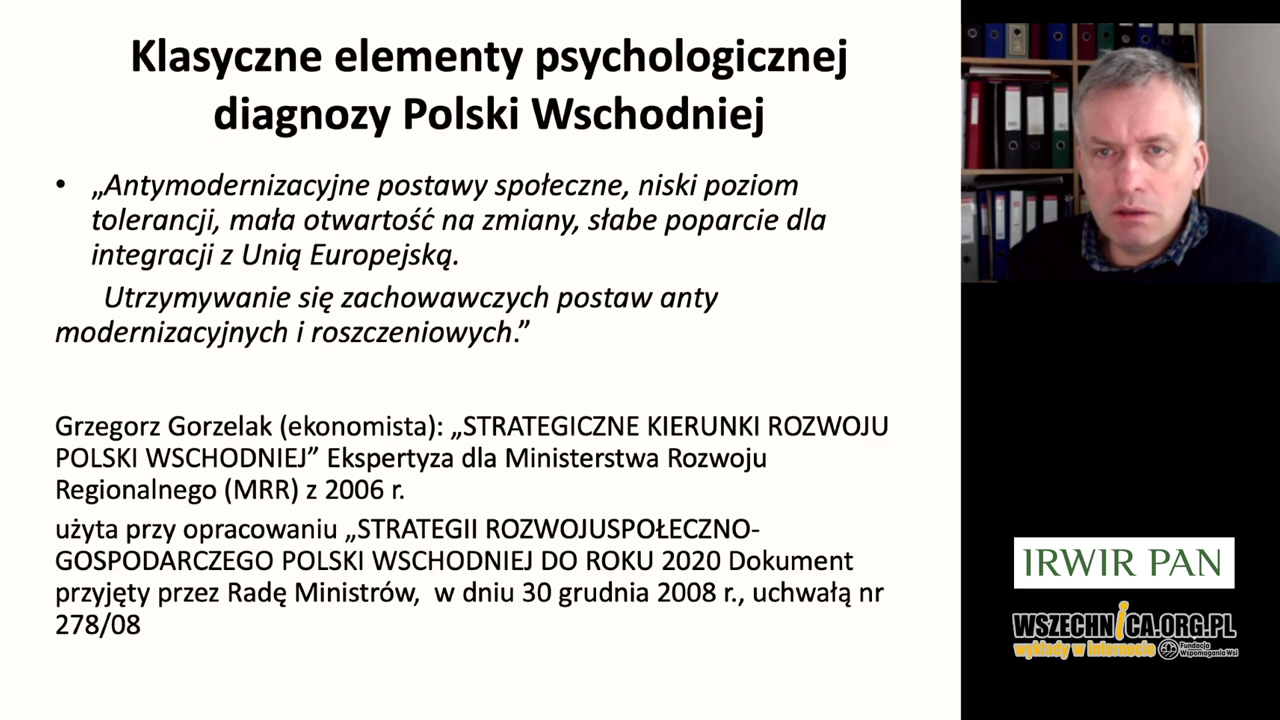 Klasyczne elementy psychologicznej
diagnozy Polski Wschodniej
• „Antymodernizacyjne postawy społeczne, niski poziom
tolerancji, mała otwartość na zmiany, słabe poparcie dla
integracji z Unią Europejską.
Utrzymywanie się zachowawczych postaw anty
modernizacyjnych i roszczeniowych.”
Grzegorz Gorzelak (ekonomista): „STRATEGICZNE KIERUNKI ROZWOJU
POLSKI WSCHODNIEJ” Ekspertyza dla Ministerstwa Rozwoju
Regionalnego (MRR) z 2006 r.
użyta przy opracowaniu „STRATEGII ROZWOJUSPOŁECZNO-
GOSPODARCZEGO POLSKI WSCHODNIEJ DO ROKU 2020 Dokument
przyjęty przez Radę Ministrów, w dniu 30 grudnia 2008 r., uchwałą nr
278/08
IRWIR PAN
WSZECHNICA.ORG.PL
wykłady w internecie
Fundacja
Wspomagania Wsi